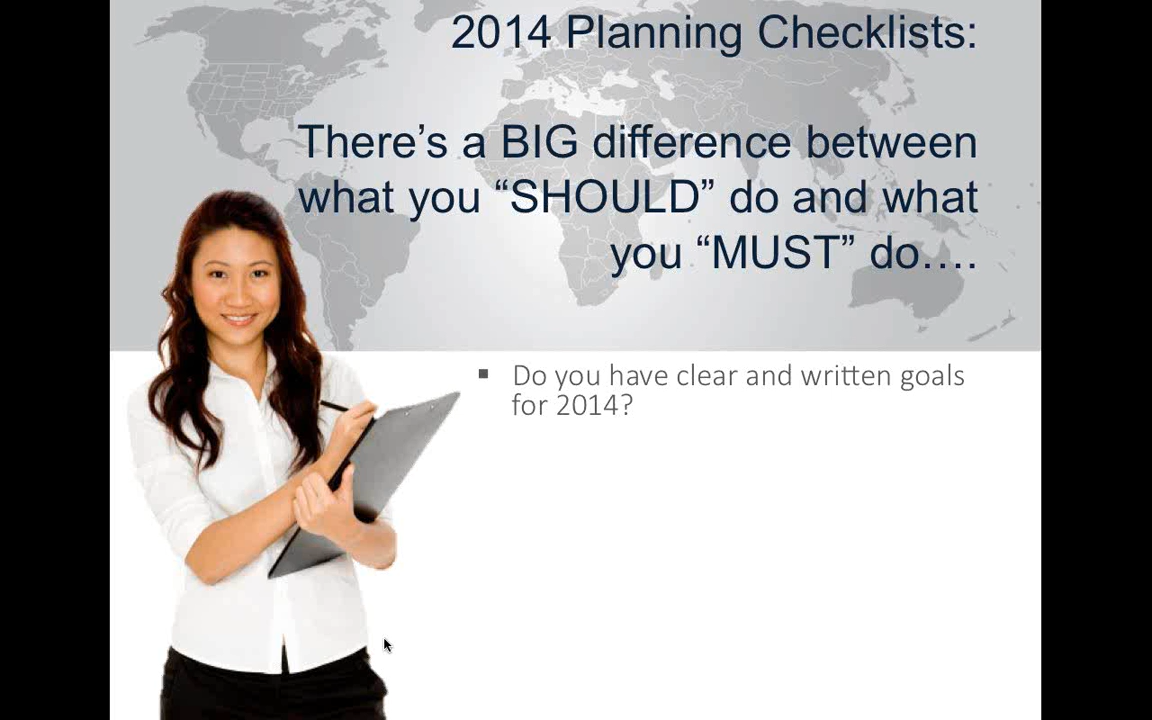 2014 Planning Checklists:
There’s a BIG difference between
what you “SHOULD” do and what
you “MUST” do….
▪ Do you have clear and written goals
for 2014?